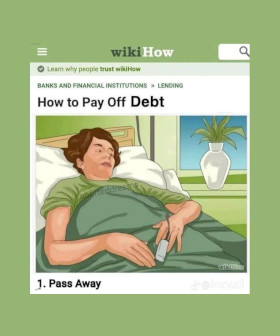 wikiHow
Learn why people trust wikiHow
BANKS AND FINANCIAL INSTITUTIONS » LENDING
How to Pay Off Debt
wikiHow
1. Pass Away